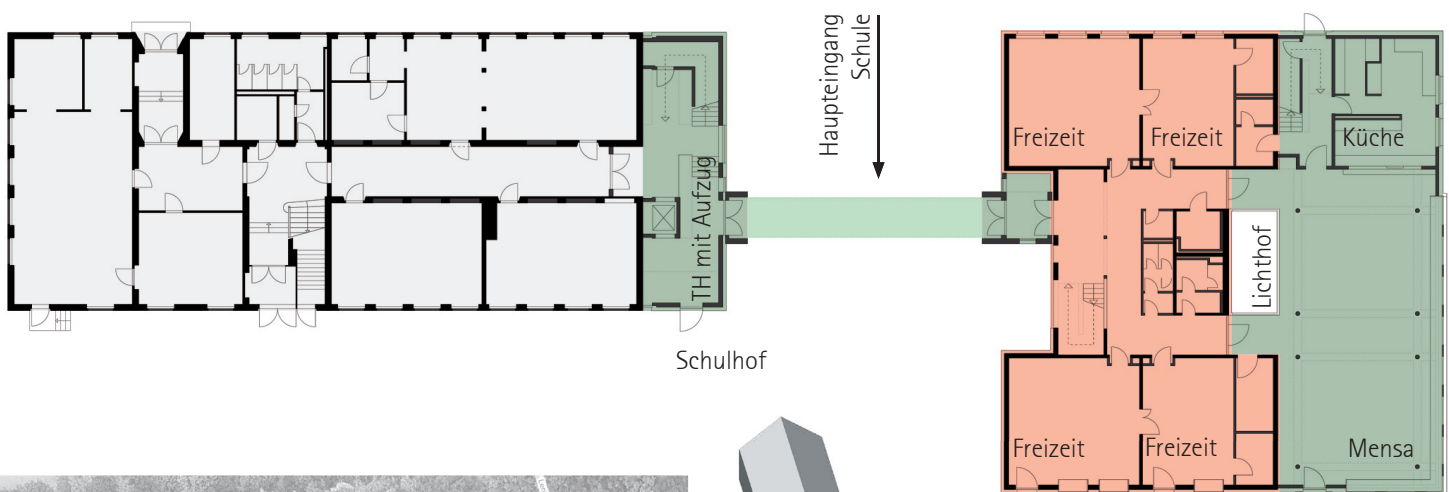 Haupteingang
Schule
Freizeit
Freizeit
Küche
TH mit Aufzug
Lichthof
Schulhof
Freizeit
Freizeit
Mensa